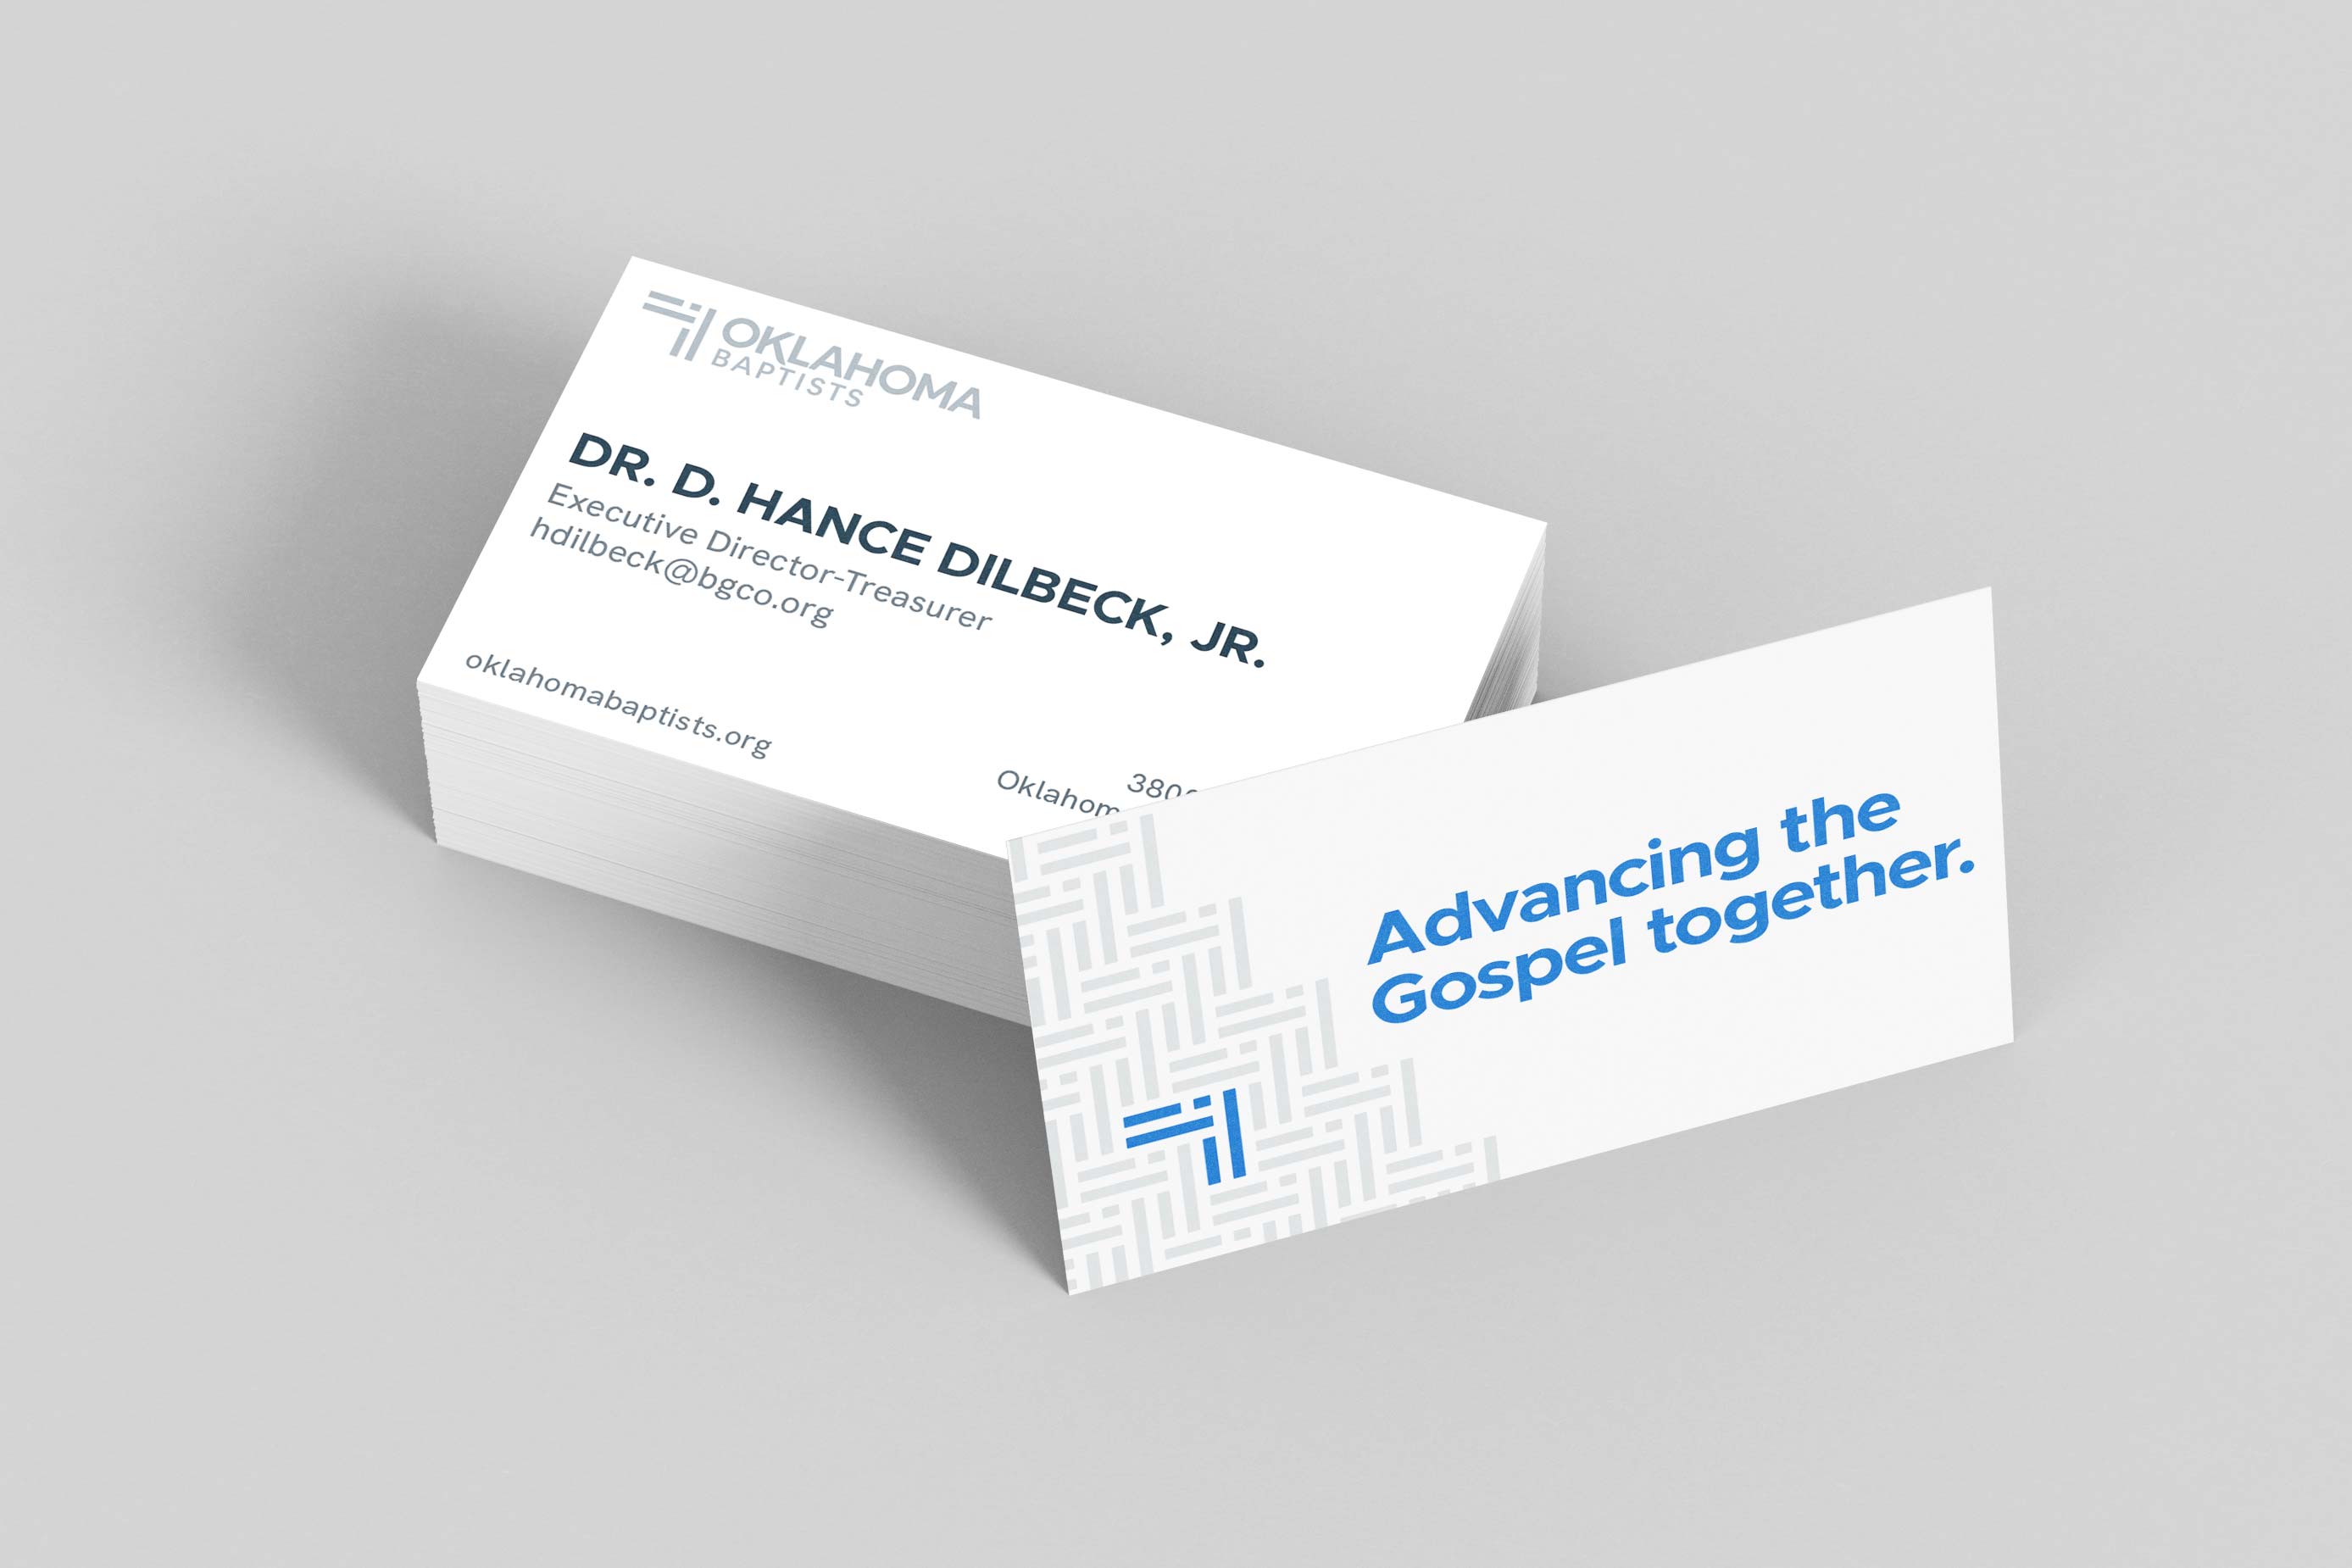 OKLAHOMA
BAPTISTS
DR. D. HANCE DILBECK, JR.
Executive Director-Treasurer
hdilbeck@bgco.org
oklahomabaptists.org
Advancing the
Gospel together.